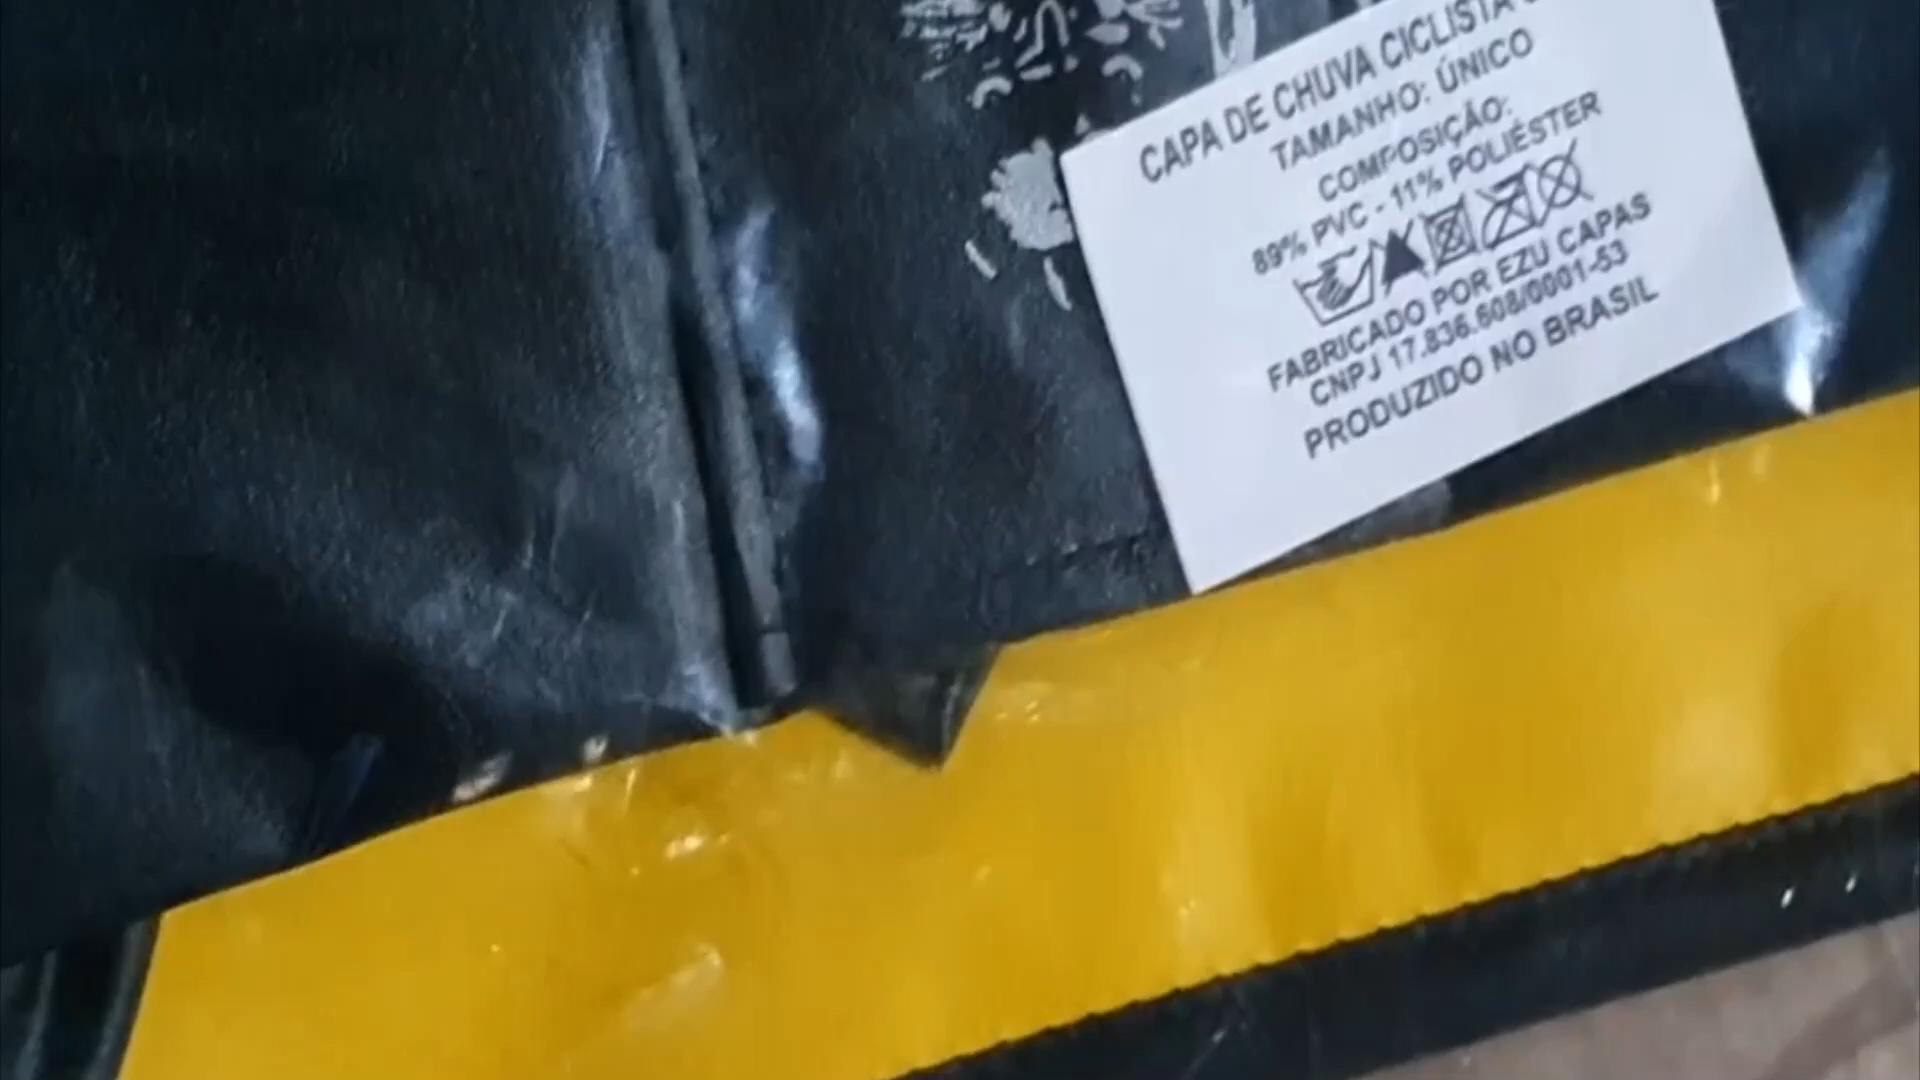 CAPA DE CHUVA CICLISTA
TAMANHO: ÚNICO
COMPOSIÇÃO:
89% PVC - 11% POLIÉSTER
FABRICADO POR EZU CAPAS
CNPJ 17.836.608/0001-53
PRODUZIDO NO BRASIL